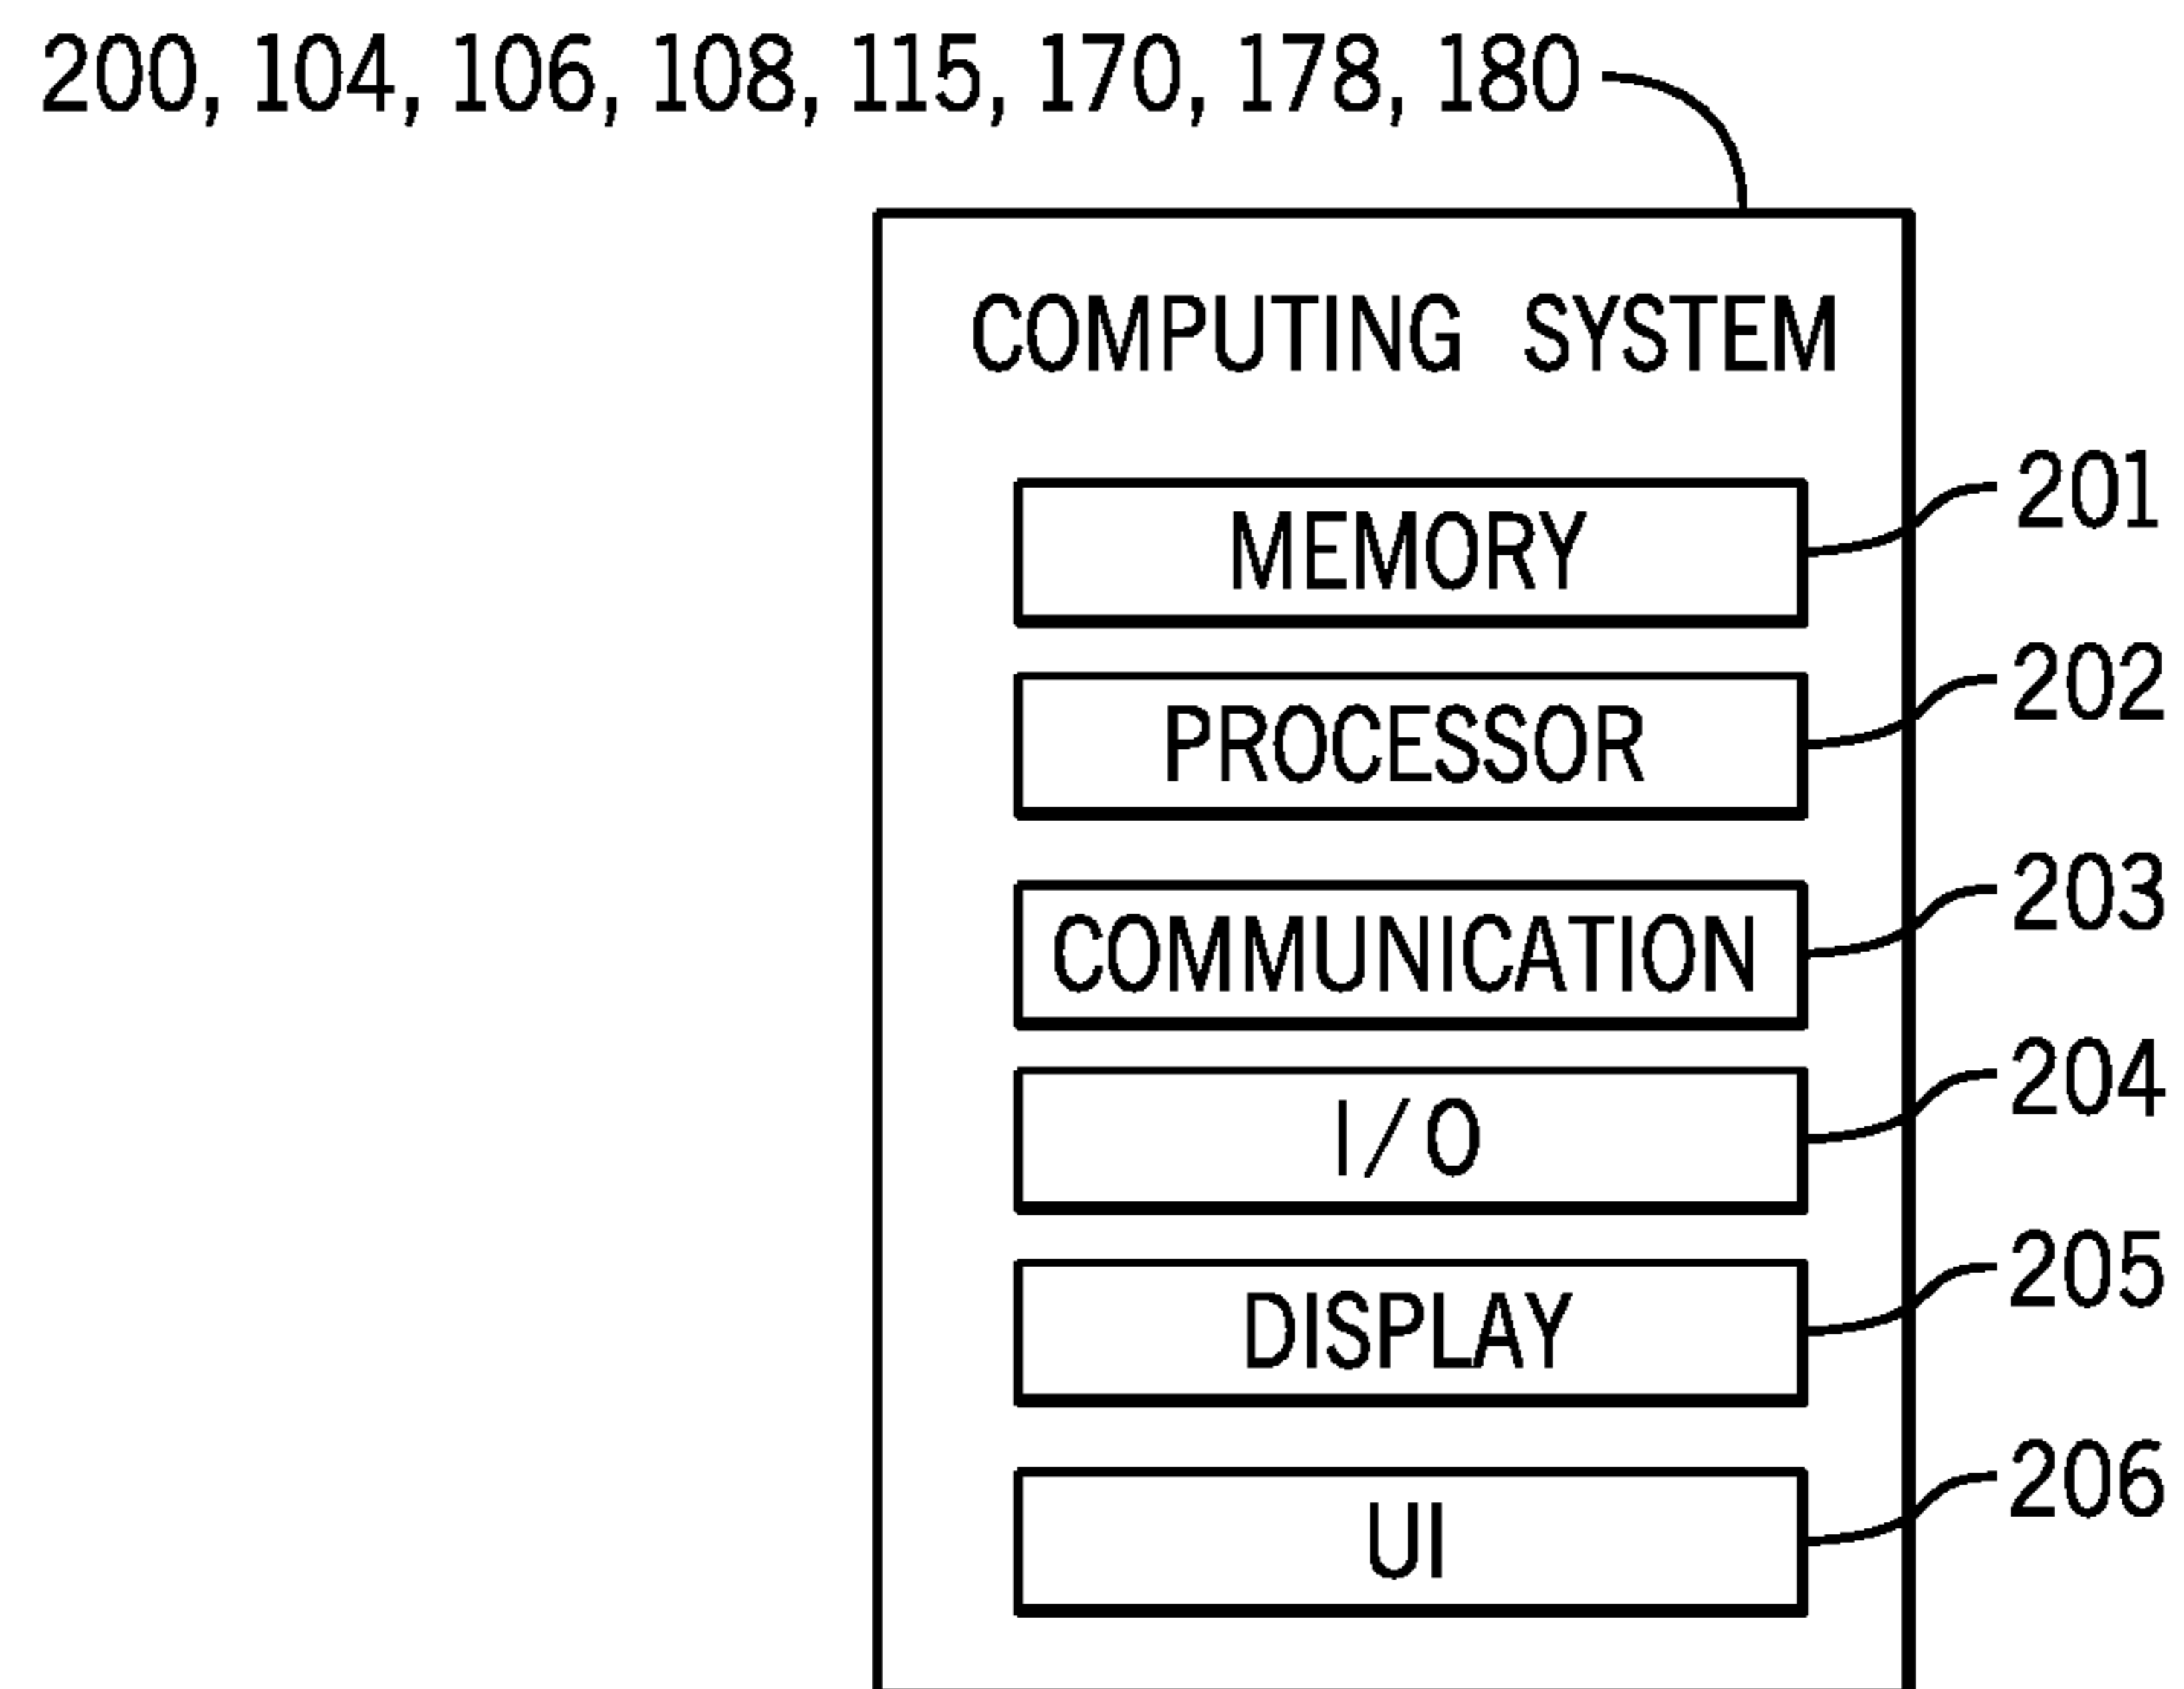 200, 104, 106, 108, 115, 170, 178, 180
COMPUTING SYSTEM
MEMORY
201
PROCESSOR
202
COMMUNICATION
203
I/O
204
DISPLAY
205
UI
206